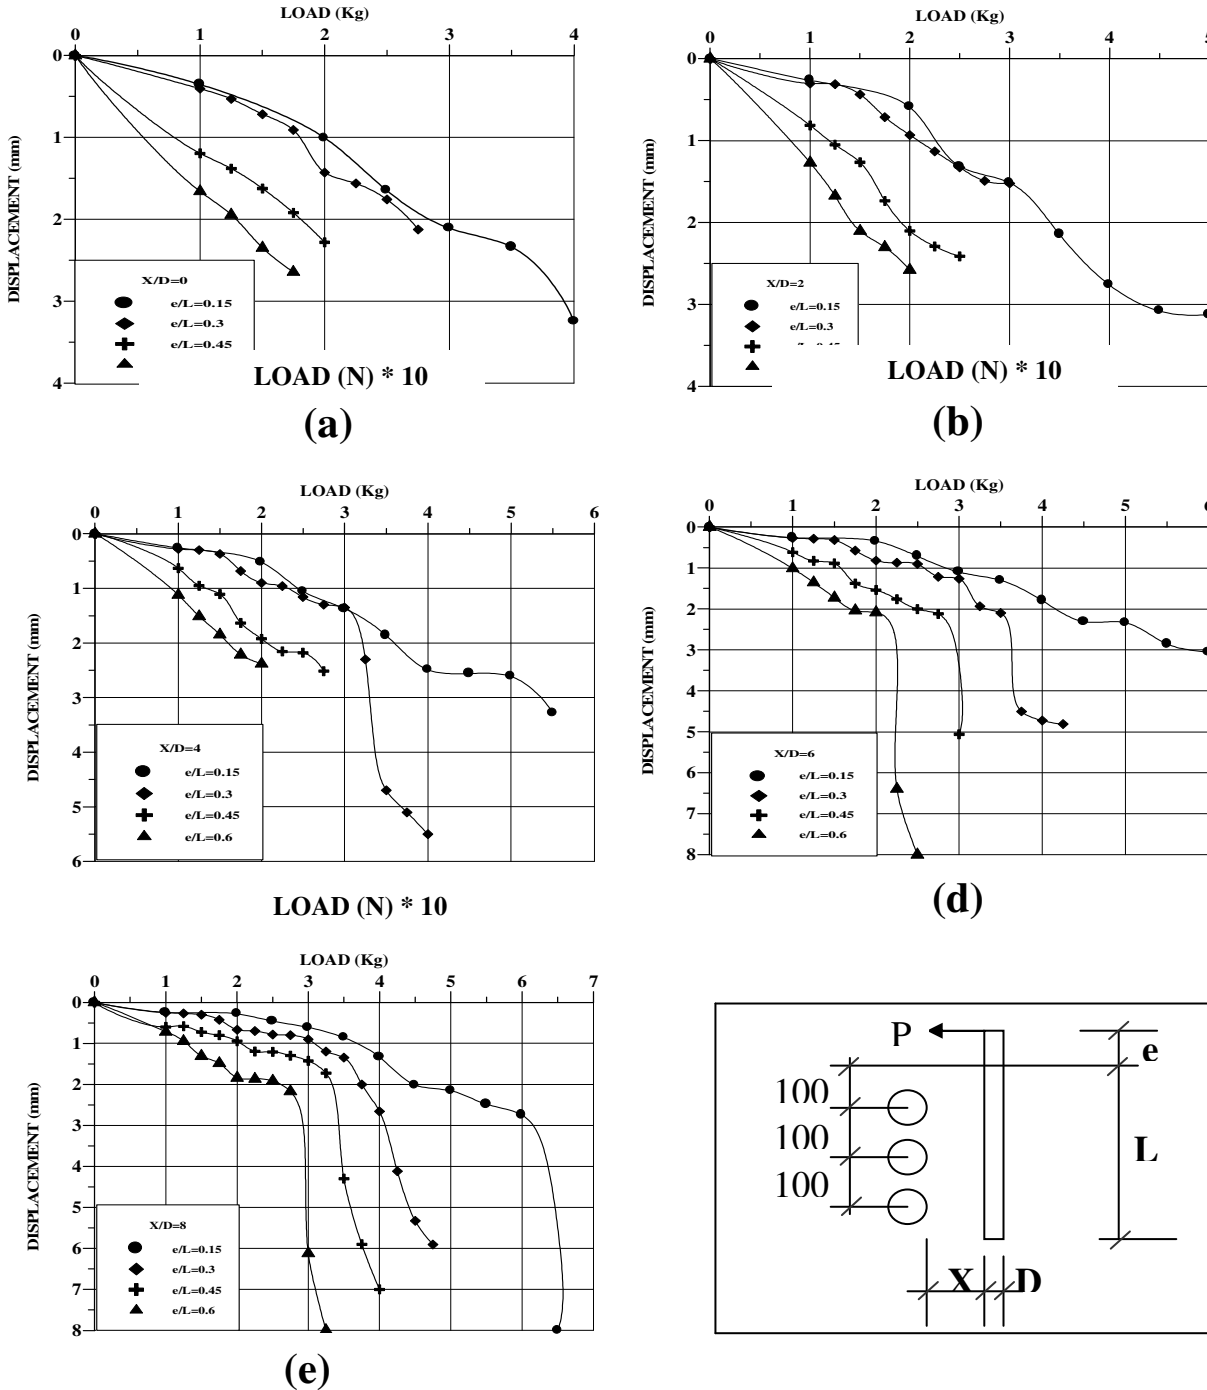 LOAD (Kg)
0 1 2 3 4
DISPLACEMENT (mm)
0
1
2
3
4
X/D=0
e/L=0.15
e/L=0.3
e/L=0.45
LOAD (N) * 10
(a)
LOAD (Kg)
0 1 2 3 4 5
DISPLACEMENT (mm)
0
1
2
3
4
X/D=2
e/L=0.15
e/L=0.3
LOAD (N) * 10
(b)
LOAD (Kg)
0 1 2 3 4 5 6
DISPLACEMENT (mm)
0
1
2
3
4
5
6
X/D=4
e/L=0.15
e/L=0.3
e/L=0.45
e/L=0.6
LOAD (N) * 10
LOAD (Kg)
0 1 2 3 4 5 6
DISPLACEMENT (mm)
0
1
2
3
4
5
6
7
8
X/D=6
e/L=0.15
e/L=0.3
e/L=0.45
e/L=0.6
(d)
LOAD (Kg)
0 1 2 3 4 5 6 7
DISPLACEMENT (mm)
0
1
2
3
4
5
6
7
8
X/D=8
e/L=0.15
e/L=0.3
e/L=0.45
e/L=0.6
(e)
P
e
100
100
100
L
X D